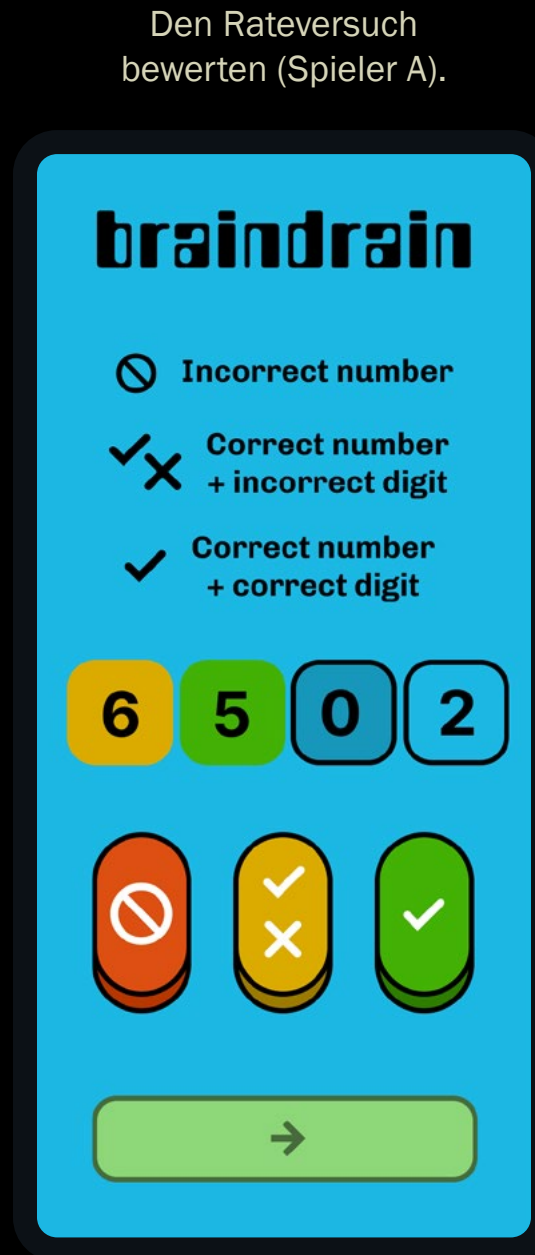 Den Rateversuch
bewerten (Spieler A).
braindrain
Incorrect number
Correct number
+ incorrect digit
Correct number
+ correct digit
6 5 0 2